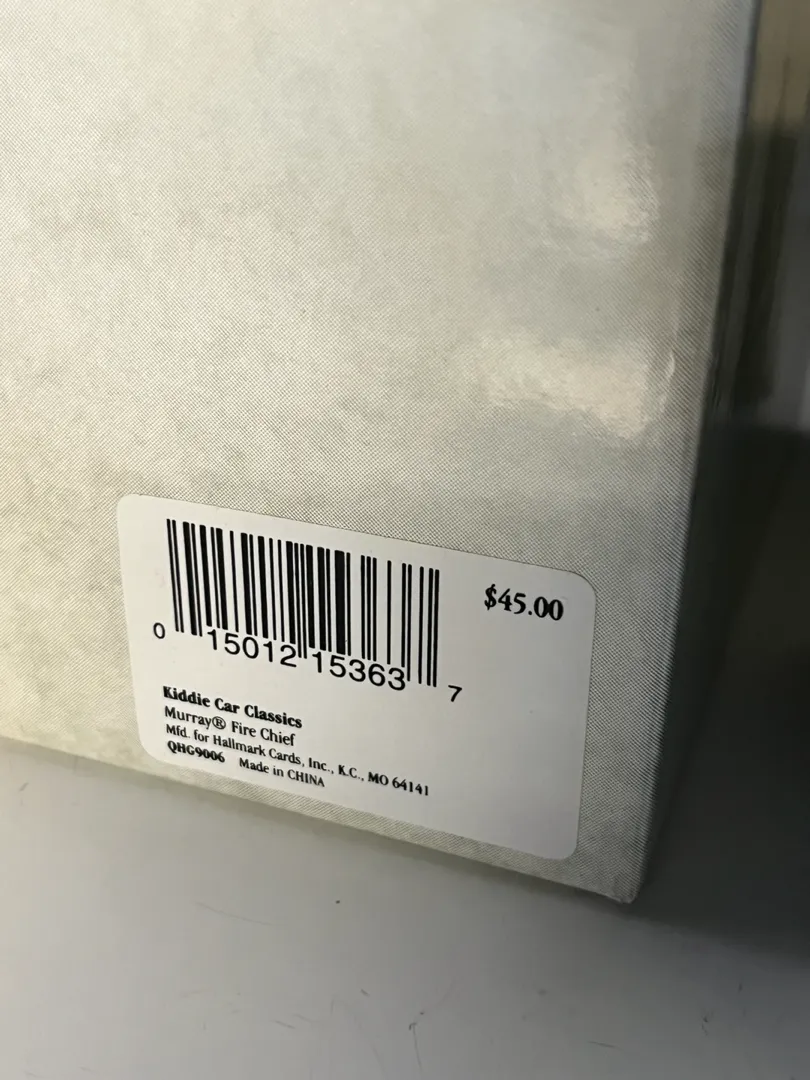 $45.00
0 15012 15363 7
Kiddie Car Classics
Murray® Fire Chief
Mfd. for Hallmark Cards, Inc., K.C., MO 64141
QHG9006 Made in CHINA